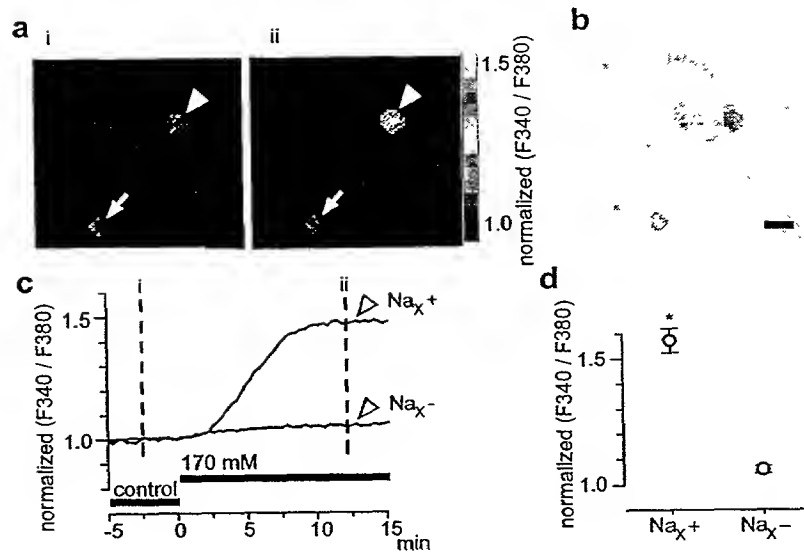 a
i
ii
1.5
1.0
normalized (F340 / F380)
b
c
i
ii
NaX+
NaX−
1.5
1.0
normalized (F340 / F380)
170 mM
control
-5 0 5 10 15
min
d
*
1.5
1.0
normalized (F340 / F380)
NaX+ NaX−